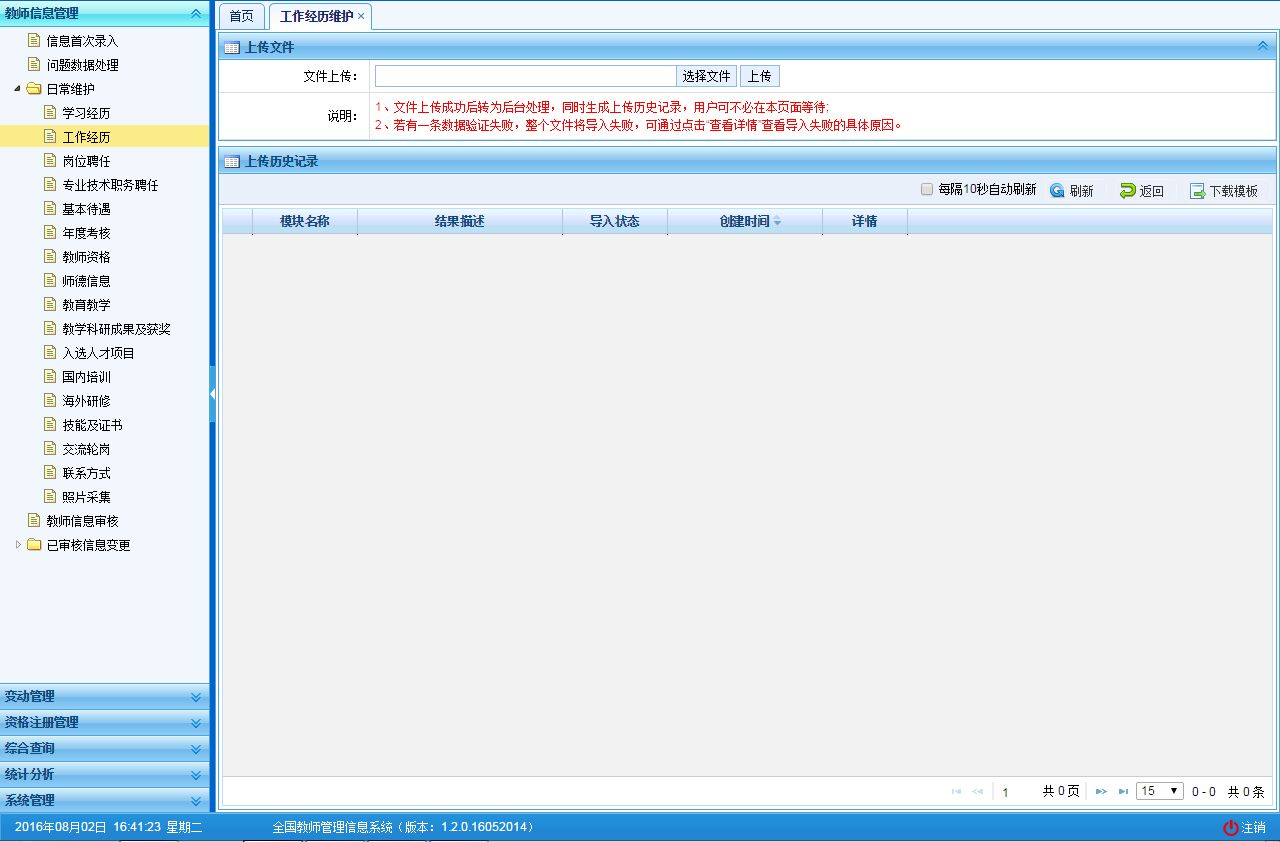 教师信息管理
信息首次录入
问题数据处理
日常维护
学习经历
工作经历
岗位聘任
专业技术职务聘任
基本待遇
年度考核
教师资格
师德信息
教育教学
教学科研成果及获奖
入选人才项目
国内培训
海外研修
技能及证书
交流轮岗
联系方式
照片采集
教师信息审核
已审核信息变更
变动管理
资格注册管理
综合查询
统计分析
系统管理
首页 工作经历维护
上传文件
文件上传： 选择文件 上传
说明：
1、文件上传成功后转为后台处理，同时生成上传历史记录，用户可不必在本页面等待;
2、若有一条数据验证失败，整个文件将导入失败，可通过点击“查看详情”查看导入失败的具体原因。
上传历史记录
每隔10秒自动刷新 刷新 返回 下载模板
模块名称 结果描述 导入状态 创建时间 详情
1 共 0 页 15 0 - 0 共 0 条
2016年08月02日 16:41:23 星期二 全国教师管理信息系统（版本：1.2.0.16052014） 注销